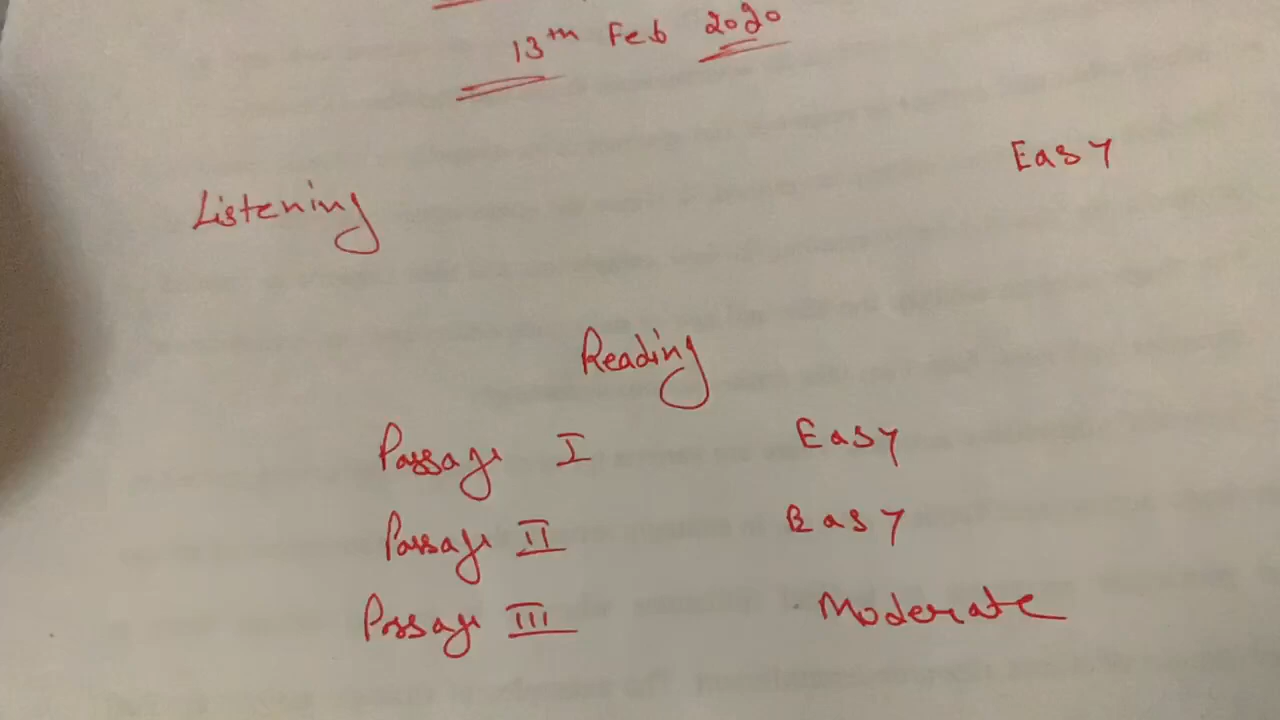 13th Feb 2020
Listening Easy
Reading
Passage I Easy
Passage II Easy
Passage III Moderate